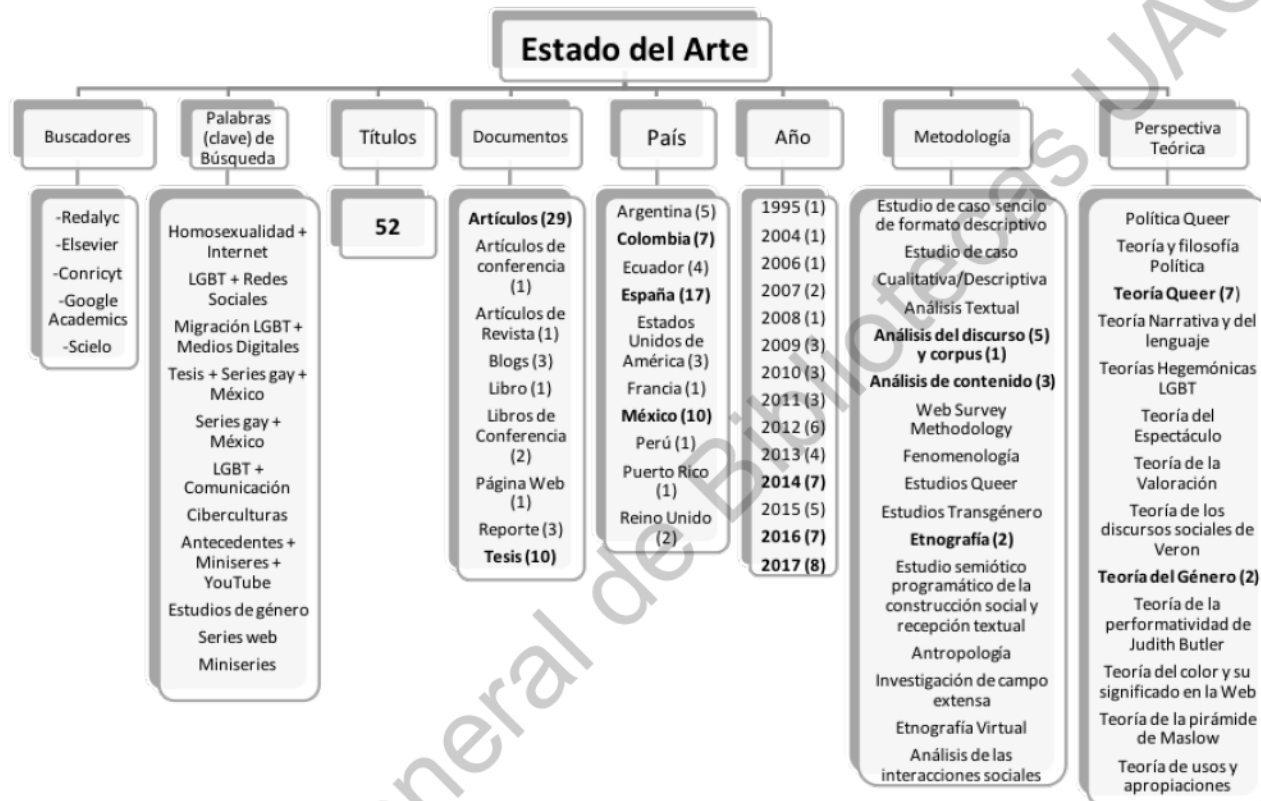 Estado del Arte
Buscadores
Palabras
(clave) de
Búsqueda
Títulos
Documentos
País
Año
Metodología
Perspectiva
Teórica
-Redalyc
-Elsevier
-Conricyt
-Google
Academics
-Scielo
Homosexualidad +
Internet
LGBT + Redes
Sociales
Migración LGBT +
Medios Digitales
Tesis + Series gay +
México
Series gay +
México
LGBT +
Comunicación
Ciberculturas
Antecedentes +
Miniseres +
YouTube
Estudios de género
Series web
Miniseries
52
Artículos (29)
Artículos de
conferencia
(1)
Artículos de
Revista (1)
Blogs (3)
Libro (1)
Libros de
Conferencia
(2)
Página Web
(1)
Reporte (3)
Tesis (10)
Argentina (5)
Colombia (7)
Ecuador (4)
España (17)
Estados
Unidos de
América (3)
Francia (1)
México (10)
Perú (1)
Puerto Rico
(1)
Reino Unido
(2)
1995 (1)
2004 (1)
2006 (1)
2007 (2)
2008 (1)
2009 (3)
2010 (3)
2011 (3)
2012 (6)
2013 (4)
2014 (7)
2015 (5)
2016 (7)
2017 (8)
Estudio de caso sencilo
de formato descriptivo
Estudio de caso
Cualitativa/Descriptiva
Análisis Textual
Análisis del discurso (5)
y corpus (1)
Análisis de contenido (3)
Web Survey
Methodology
Fenomenología
Estudios Queer
Estudios Transgénero
Etnografía (2)
Estudio semiótico
programático de la
construcción social y
recepción textual
Antropología
Investigación de campo
extensa
Etnografía Virtual
Análisis de las
interacciones sociales
Política Queer
Teoría y filosofía
Política
Teoría Queer (7)
Teoría Narrativa y del
lenguaje
Teorías Hegemónicas
LGBT
Teoría del
Espectáculo
Teoría de la
Valoración
Teoría de los
discursos sociales de
Veron
Teoría del Género (2)
Teoría de la
performatividad de
Judith Butler
Teoría del color y su
significado en la Web
Teoría de la pirámide
de Maslow
Teoría de usos y
apropiaciones
neral de Bibliotecas